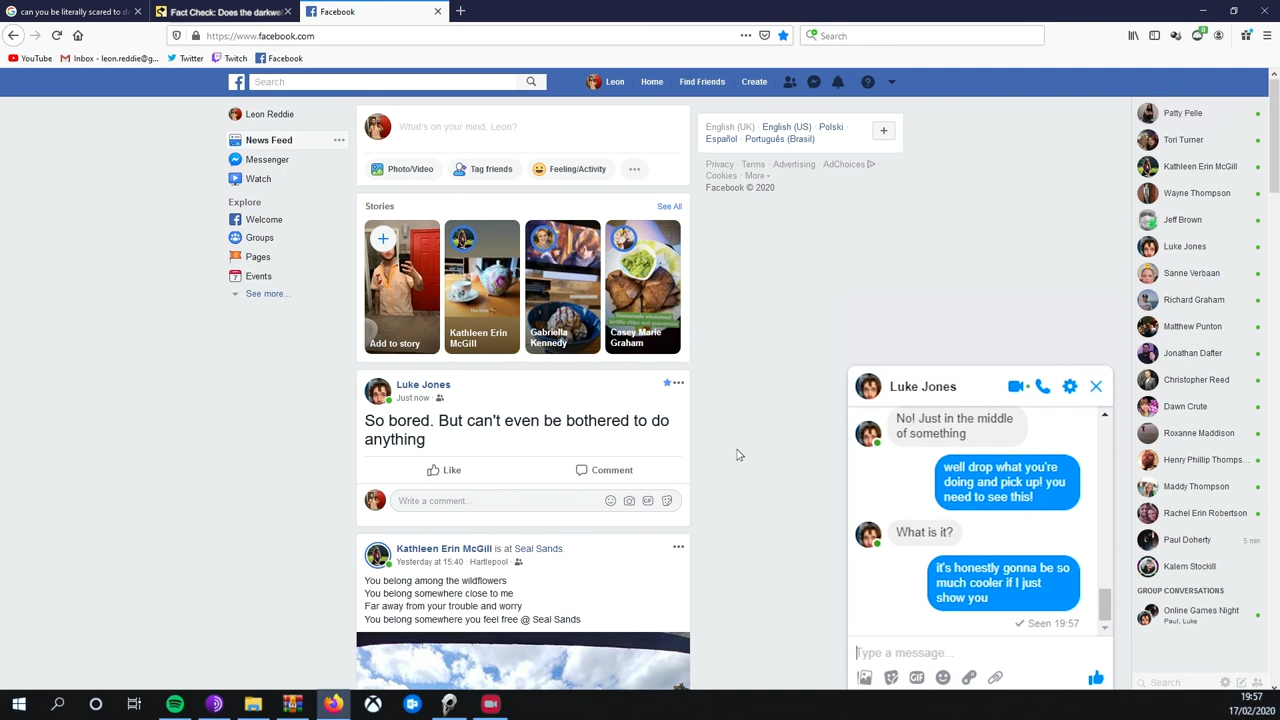 can you be literally scared to d
Fact Check: Does the darkwe
Facebook
https://www.facebook.com
Search
YouTube
Inbox - leon.reddie@g...
Twitter
Twitch
Facebook
Search
Leon
Home
Find Friends
Create
Leon Reddie
News Feed
Messenger
Watch
Explore
Welcome
Groups
Pages
Events
See more...
What's on your mind, Leon?
Photo/Video
Tag friends
Feeling/Activity
Stories
See All
Add to story
Kathleen Erin
McGill
Gabriella
Kennedy
Homemade wholemeal
tortilla chips and guacamole
Casey Marie
Graham
Luke Jones
Just now
So bored. But can't even be bothered to do
anything
Like
Comment
Write a comment...
GIF
Kathleen Erin McGill is at Seal Sands.
Yesterday at 15:40 · Hartlepool
You belong among the wildflowers
You belong somewhere close to me
Far away from your trouble and worry
You belong somewhere you feel free @ Seal Sands
English (UK) · English (US) · Polski ·
Español · Português (Brasil)
Privacy · Terms · Advertising · AdChoices ·
Cookies · More
Facebook © 2020
Luke Jones
No! Just in the middle
of something
well drop what you're
doing and pick up! you
need to see this!
What is it?
it's honestly gonna be so
much cooler if I just
show you
Seen 19:57
Type a message...
GIF
Patty Pelle
Tori Turner
Kathleen Erin McGill
Wayne Thompson
Jeff Brown
Luke Jones
Sanne Verbaan
Richard Graham
Matthew Punton
Jonathan Dafter
Christopher Reed
Dawn Crute
Roxanne Maddison
Henry Phillip Thomps...
Maddy Thompson
Rachel Erin Robertson
Paul Doherty
5 min
Kalem Stockill
GROUP CONVERSATIONS
Online Games Night
Paul, Luke
Search
19:57
17/02/2020